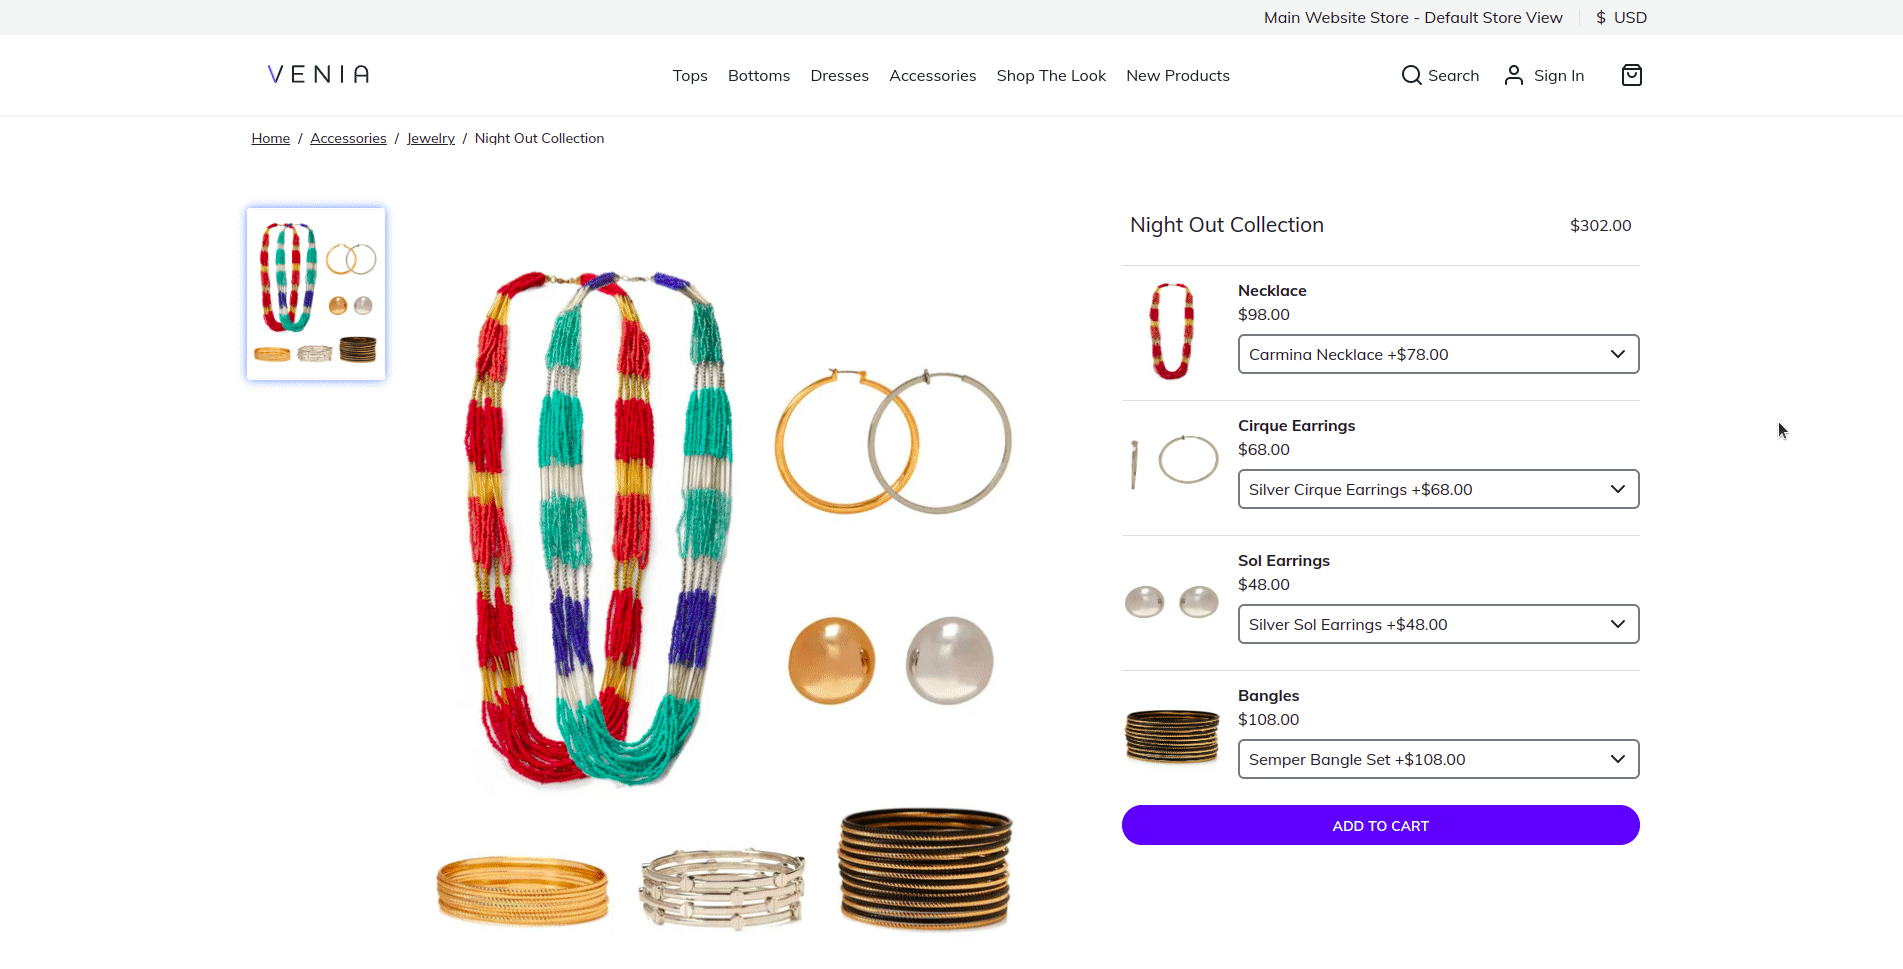 Main Website Store - Default Store View $ USD
VENIA Tops Bottoms Dresses Accessories Shop The Look New Products Search Sign In
Home / Accessories / Jewelry / Night Out Collection
Night Out Collection $302.00
Necklace
$98.00
Carmina Necklace +$78.00
Cirque Earrings
$68.00
Silver Cirque Earrings +$68.00
Sol Earrings
$48.00
Silver Sol Earrings +$48.00
Bangles
$108.00
Semper Bangle Set +$108.00
ADD TO CART